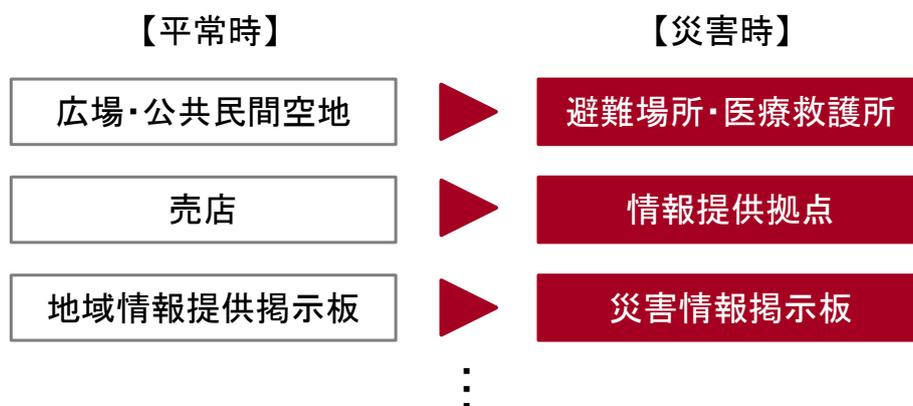 【平常時】 【災害時】
広場・公共民間空地 避難場所・医療救護所
売店 情報提供拠点
地域情報提供掲示板 災害情報掲示板